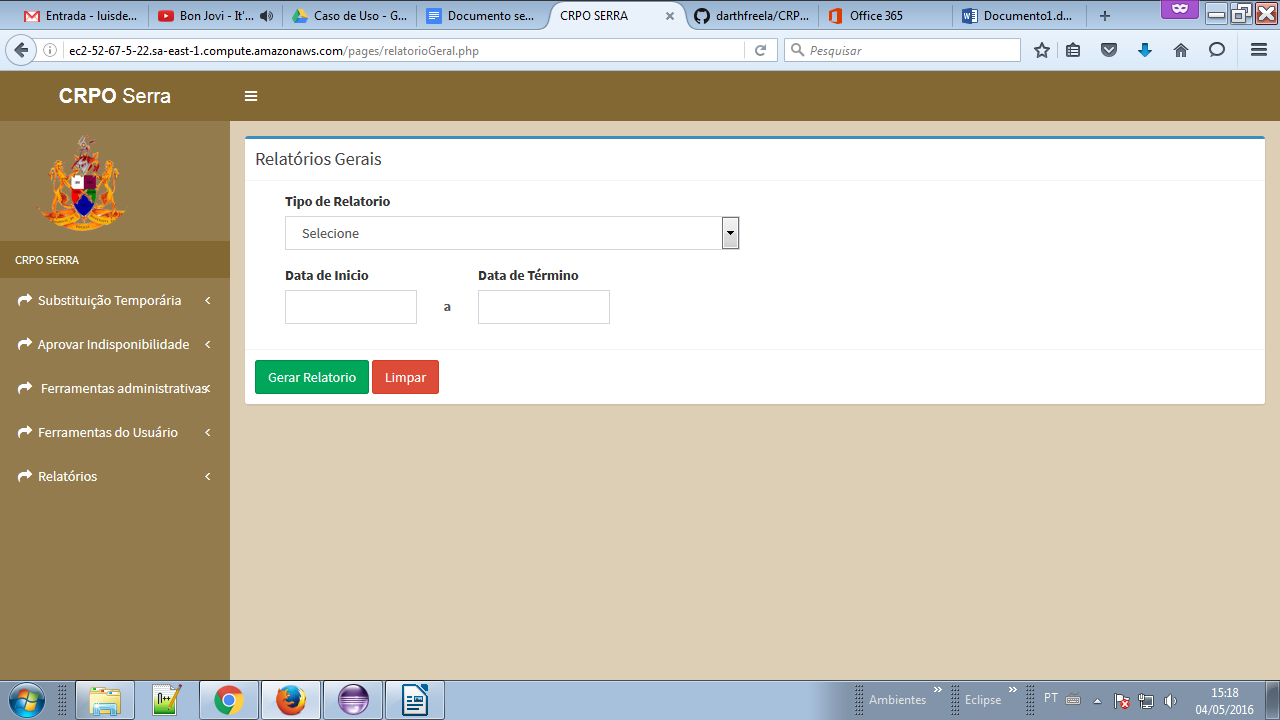 Entrada - luisde...
Bon Jovi - It'...
Caso de Uso - G...
Documento se...
CRPO SERRA
darthfreela/CRP...
Office 365
Documento1.d...
ec2-52-67-5-22.sa-east-1.compute.amazonaws.com/pages/relatorioGeral.php
Pesquisar
CRPO Serra
CRPO SERRA
Substituição Temporária
Aprovar Indisponibilidade
Ferramentas administrativas
Ferramentas do Usuário
Relatórios
Relatórios Gerais
Tipo de Relatorio
Selecione
Data de Inicio
Data de Término
a
Gerar Relatorio
Limpar
Ambientes
Eclipse
PT
15:18
04/05/2016